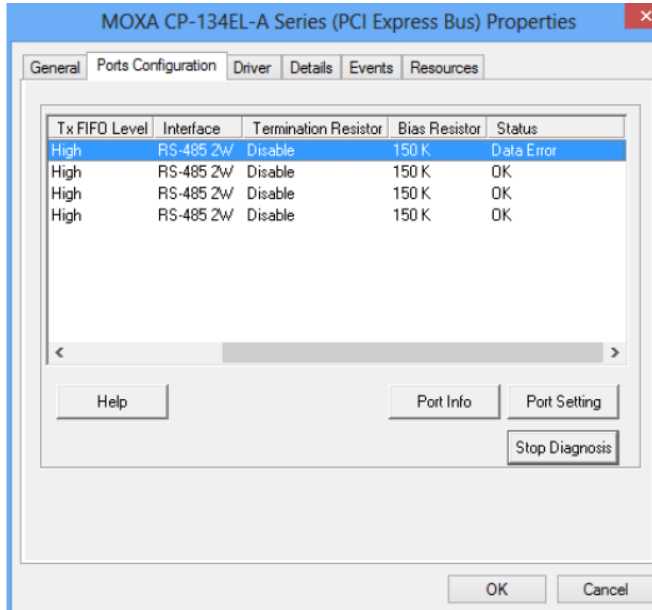 MOXA CP-134EL-A Series (PCI Express Bus) Properties
General Ports Configuration Driver Details Events Resources
Tx FIFO Level Interface Termination Resistor Bias Resistor Status
High RS-485 2W Disable 150 K Data Error
High RS-485 2W Disable 150 K OK
High RS-485 2W Disable 150 K OK
High RS-485 2W Disable 150 K OK
Help Port Info Port Setting
Stop Diagnosis
OK Cancel